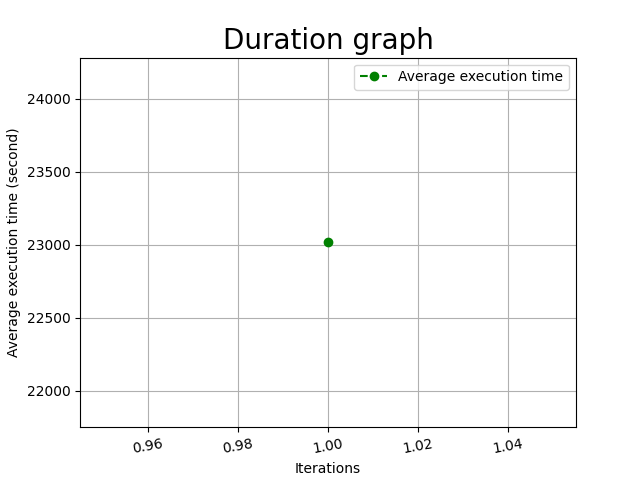 Duration graph
Average execution time
Average execution time (second)
24000
23500
23000
22500
22000
0.96 0.98 1.00 1.02 1.04
Iterations